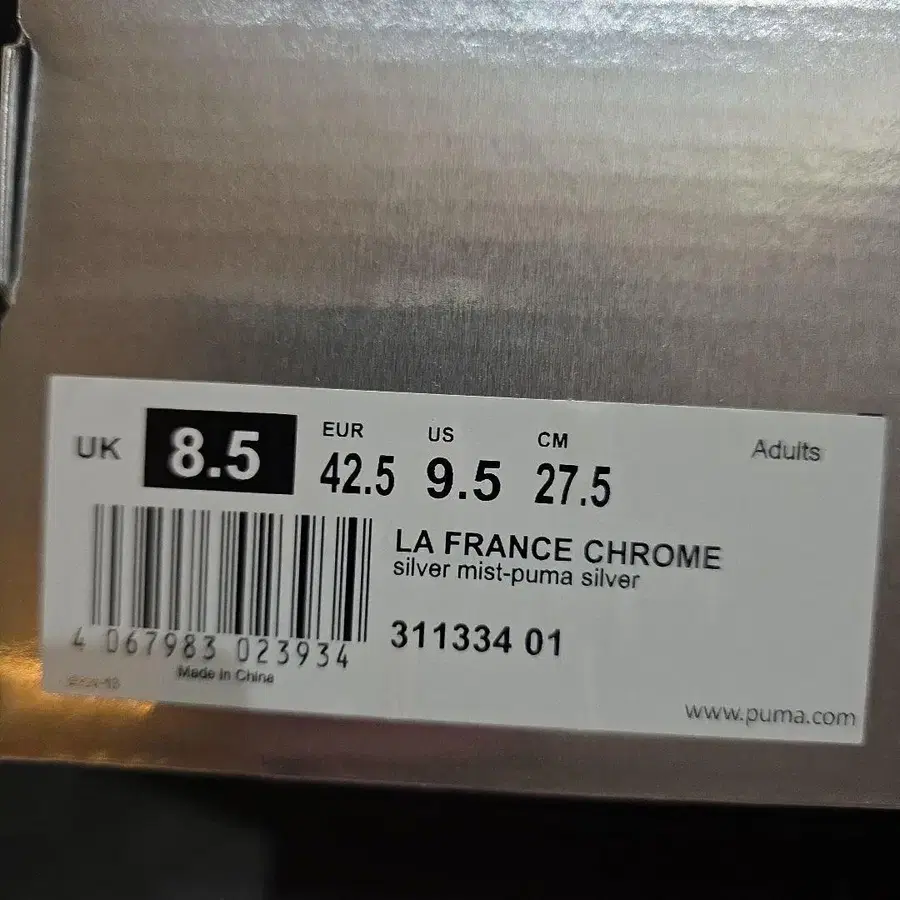 UK 8.5 EUR 42.5 US 9.5 CM 27.5 Adults
LA FRANCE CHROME
silver mist-puma silver
311334 01
4 067983 023934
Made in China
www.puma.com